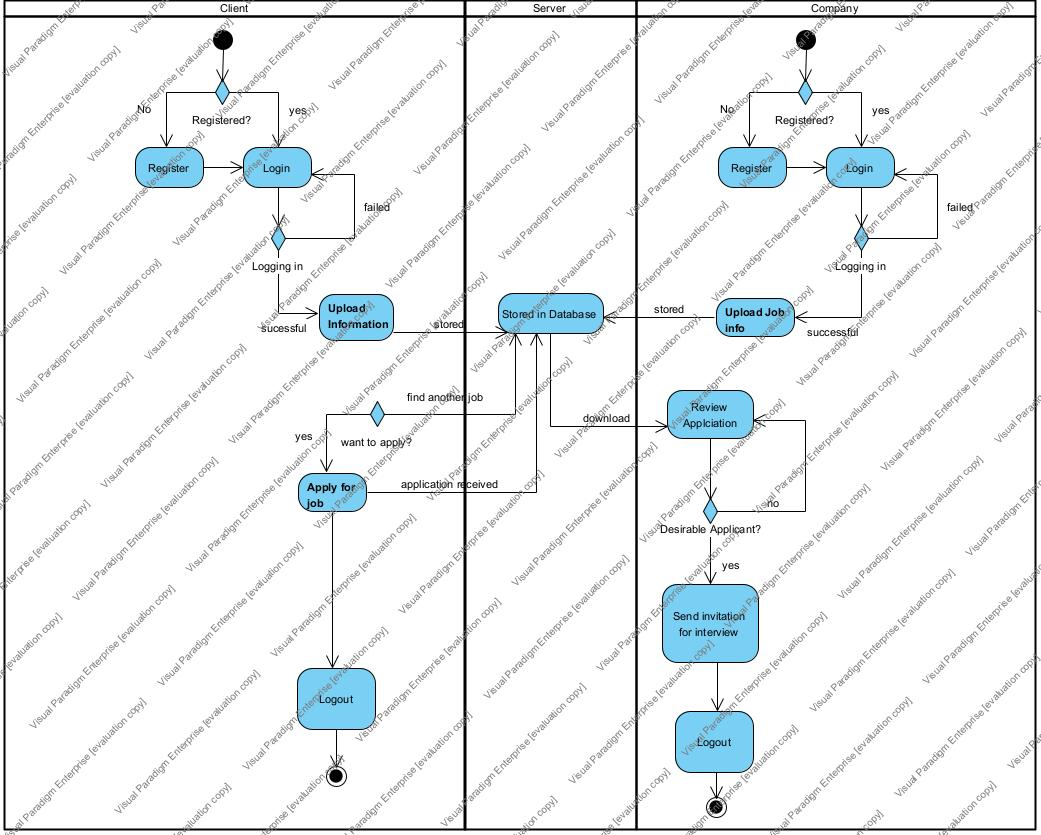 Client
Server
Company
No
yes
Registered?
No
yes
Registered?
Register
Login
Register
Login
failed
failed
Logging in
Logging in
Upload
Information
sucessful
stored
Stored in Database
stored
Upload Job
info
successful
find another job
yes
want to apply?
download
Review
Applciation
Apply for
job
application received
no
Desirable Applicant?
yes
Send invitation
for interview
Logout
Logout
Visual Paradigm Enterprise [evaluation copy]